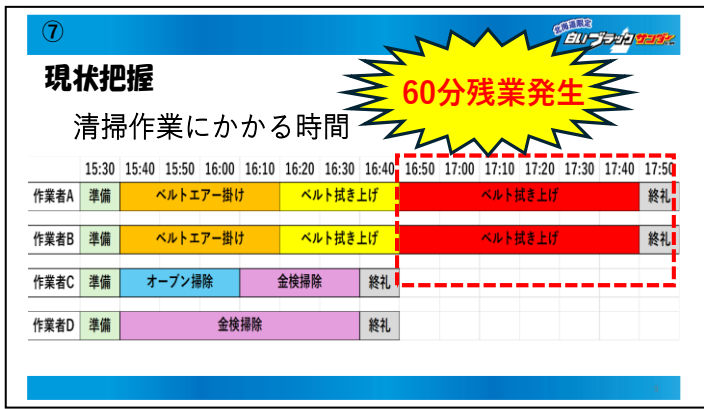 ⑦
北海道限定
白いブラックサンダー
現状把握
60分残業発生
清掃作業にかかる時間
15:30 15:40 15:50 16:00 16:10 16:20 16:30 16:40 16:50 17:00 17:10 17:20 17:30 17:40 17:50
作業者A 準備 ベルトエアー掛け ベルト拭き上げ ベルト拭き上げ 終礼
作業者B 準備 ベルトエアー掛け ベルト拭き上げ ベルト拭き上げ 終礼
作業者C 準備 オーブン掃除 金検掃除 終礼
作業者D 準備 金検掃除 終礼